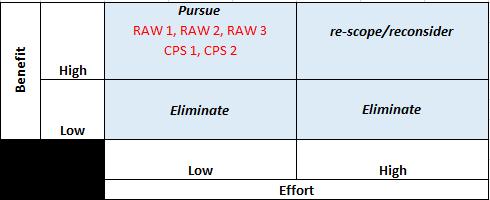 Pursue
RAW 1, RAW 2, RAW 3
CPS 1, CPS 2
re-scope/reconsider
Benefit
High
Eliminate
Eliminate
Low
Low
High
Effort